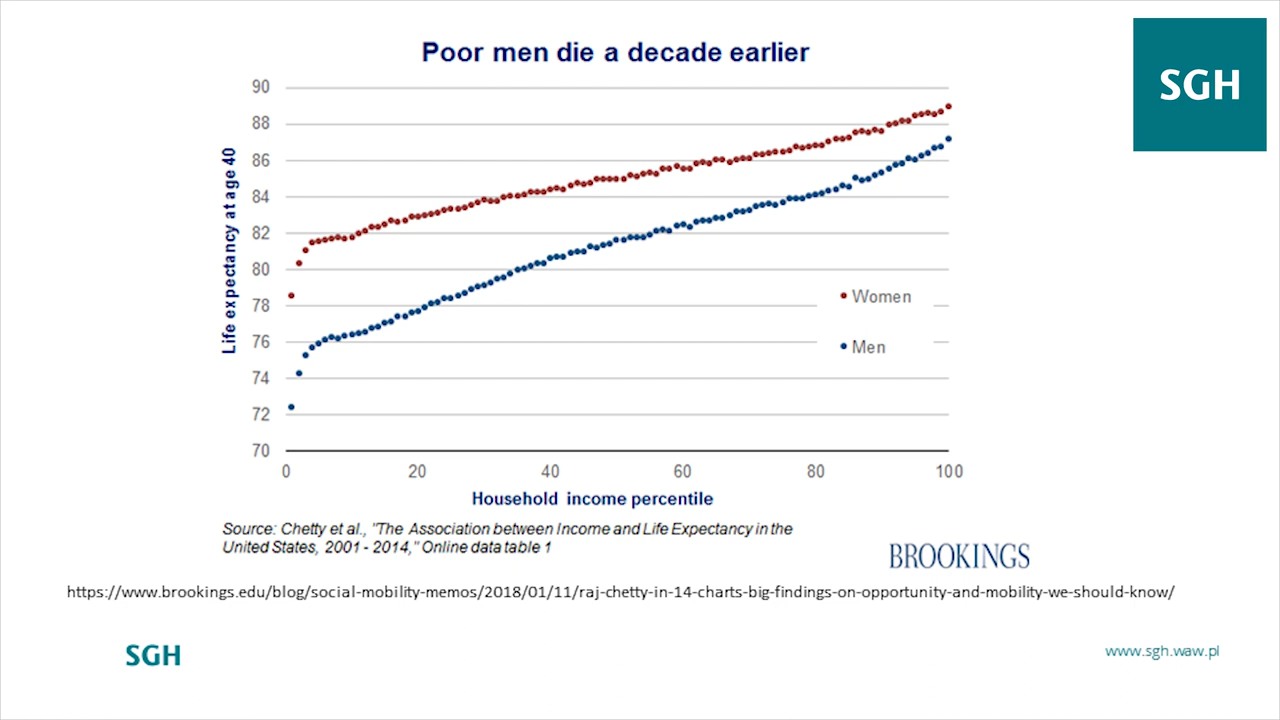 Poor men die a decade earlier
SGH
90
88
86
84
82
80
78
76
74
72
70
Life expectancy at age 40
Women
Men
0 20 40 60 80 100
Household income percentile
Source: Chetty et al., "The Association between Income and Life Expectancy in the
United States, 2001 - 2014," Online data table 1
BROOKINGS
https://www.brookings.edu/blog/social-mobility-memos/2018/01/11/raj-chetty-in-14-charts-big-findings-on-opportunity-and-mobility-we-should-know/
SGH
www.sgh.waw.pl